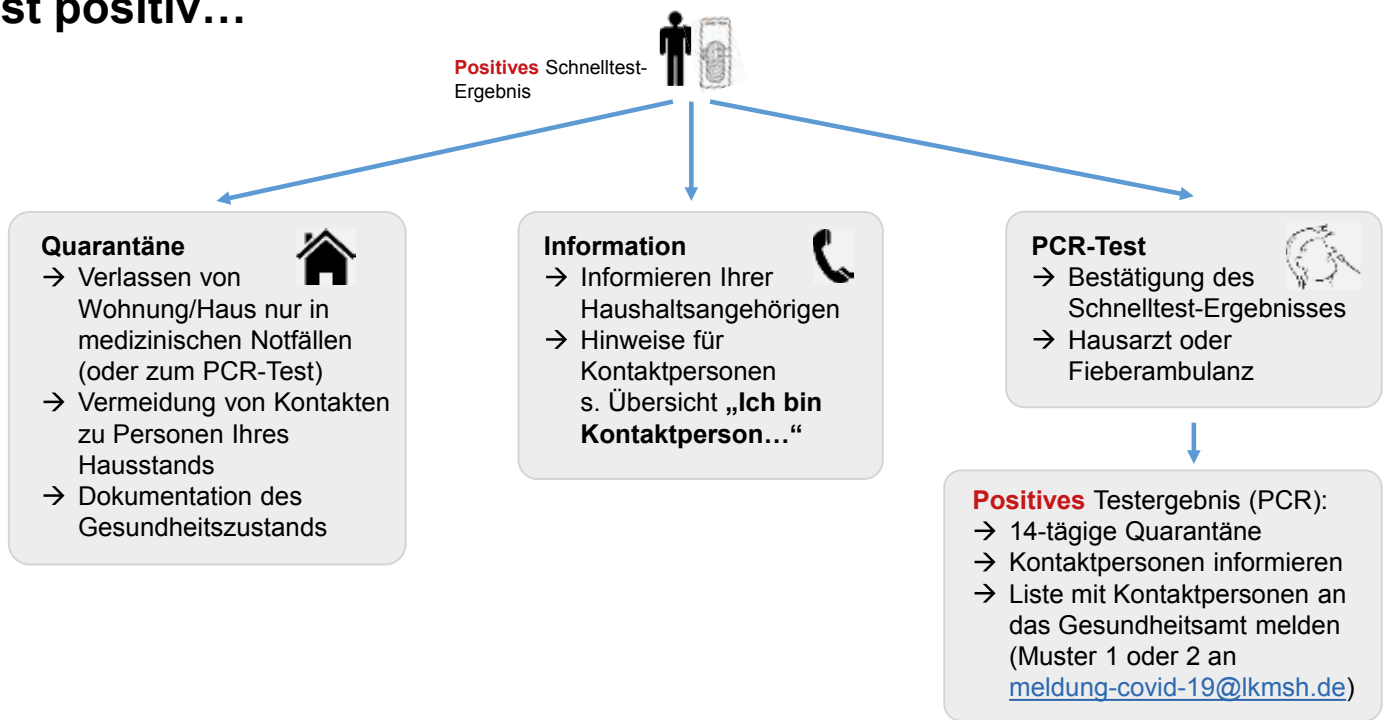 st positiv…
Positives Schnelltest-
Ergebnis
Quarantäne
→ Verlassen von
Wohnung/Haus nur in
medizinischen Notfällen
(oder zum PCR-Test)
→ Vermeidung von Kontakten
zu Personen Ihres
Hausstands
→ Dokumentation des
Gesundheitszustands
Information
→ Informieren Ihrer
Haushaltsangehörigen
→ Hinweise für
Kontaktpersonen
s. Übersicht „Ich bin
Kontaktperson…“
PCR-Test
→ Bestätigung des
Schnelltest-Ergebnisses
→ Hausarzt oder
Fieberambulanz
Positives Testergebnis (PCR):
→ 14-tägige Quarantäne
→ Kontaktpersonen informieren
→ Liste mit Kontaktpersonen an
das Gesundheitsamt melden
(Muster 1 oder 2 an
meldung-covid-19@lkmsh.de)